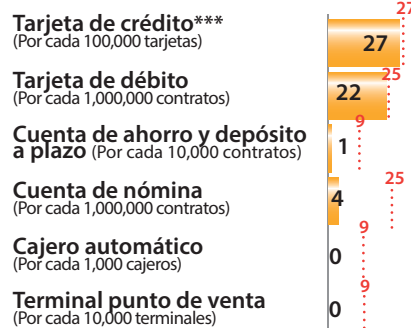 27
Tarjeta de crédito***
(Por cada 100,000 tarjetas)
27
Tarjeta de débito
(Por cada 1,000,000 contratos)
25
22
Cuenta de ahorro y depósito
a plazo (Por cada 10,000 contratos)
9
1
Cuenta de nómina
(Por cada 1,000,000 contratos)
25
4
Cajero automático
(Por cada 1,000 cajeros)
9
0
Terminal punto de venta
(Por cada 10,000 terminales)
9
0